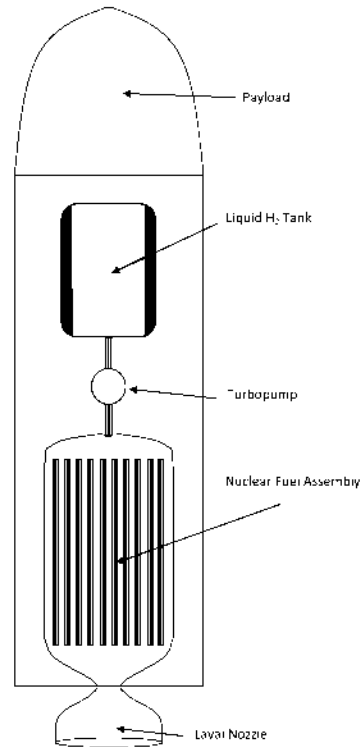 Payload
Liquid H₂ Tank
Turbopump
Nuclear Fuel Assembly
Laval Nozzle